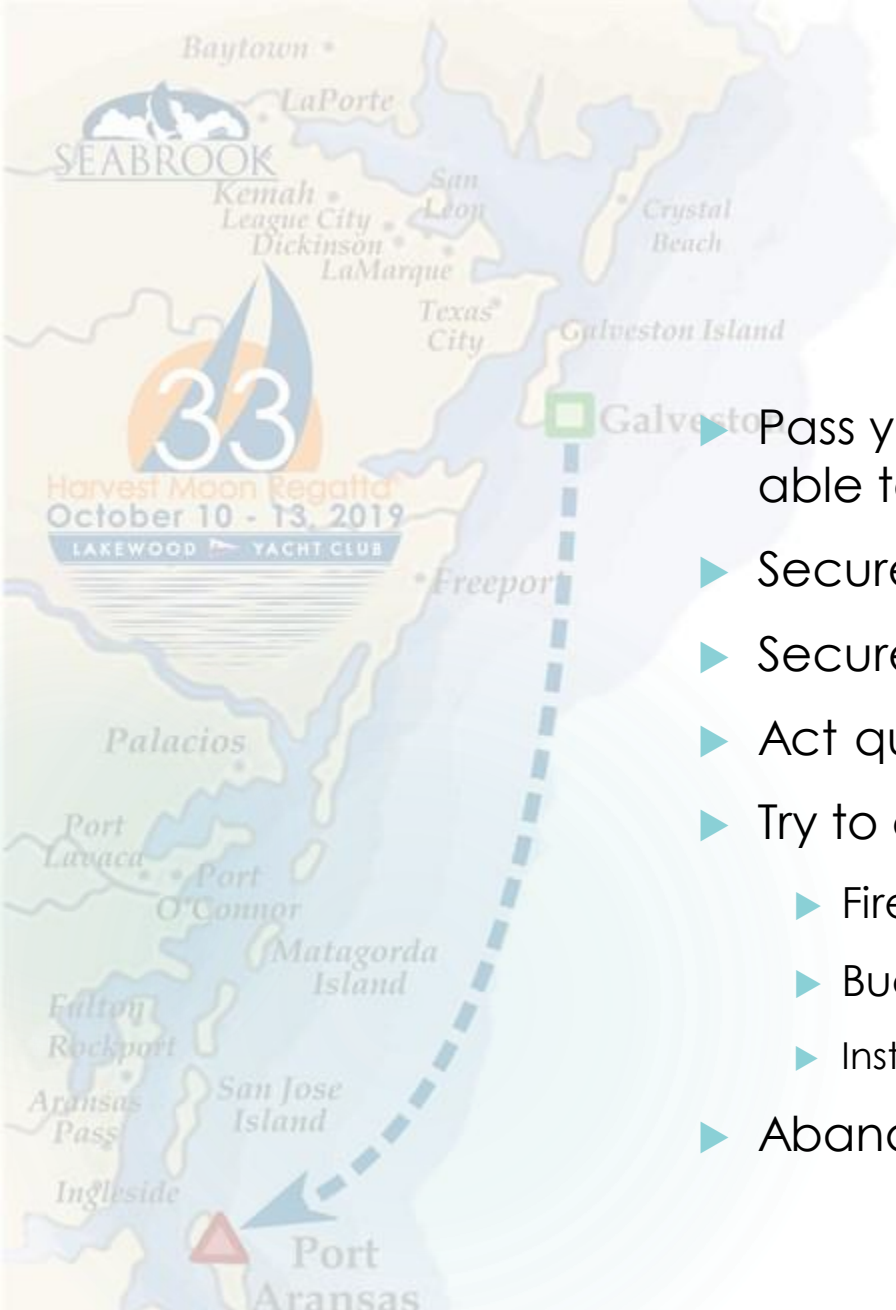 Baytown
LaPorte
SEABROOK
Kemah
San
Leon
League City
Dickinson
LaMarque
Crystal
Beach
Texas
City
Galveston Island
33
Galveston
Harvest Moon Regatta
October 10 - 13, 2019
LAKEWOOD YACHT CLUB
Freeport
Palacios
Port
Lavaca
Port
O'Connor
Matagorda
Island
Fulton
Rockport
Aransas
Pass
San Jose
Island
Ingleside
Port
Aransas
Pass y
able t
Secure
Secure
Act qu
Try to
Fire
Bu
Inst
Aband